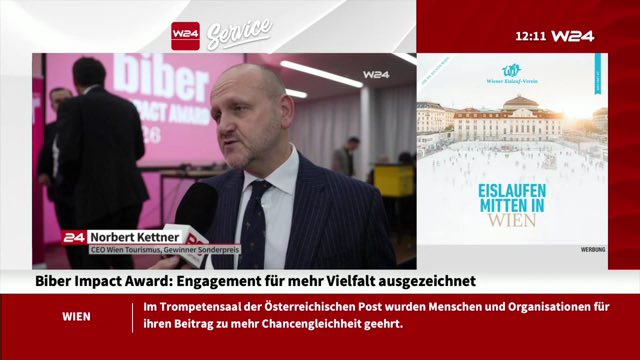 W24
Service
12:11 W24
biber
IMPACT AWARD
26
W24
24 Norbert Kettner
CEO Wien Tourismus, Gewinner Sonderpreis
Wiener Eislauf-Verein
EISLAUFEN
MITTEN IN
WIEN
WERBUNG
Biber Impact Award: Engagement für mehr Vielfalt ausgezeichnet
WIEN
Im Trompetensaal der Österreichischen Post wurden Menschen und Organisationen für
ihren Beitrag zu mehr Chancengleichheit geehrt.